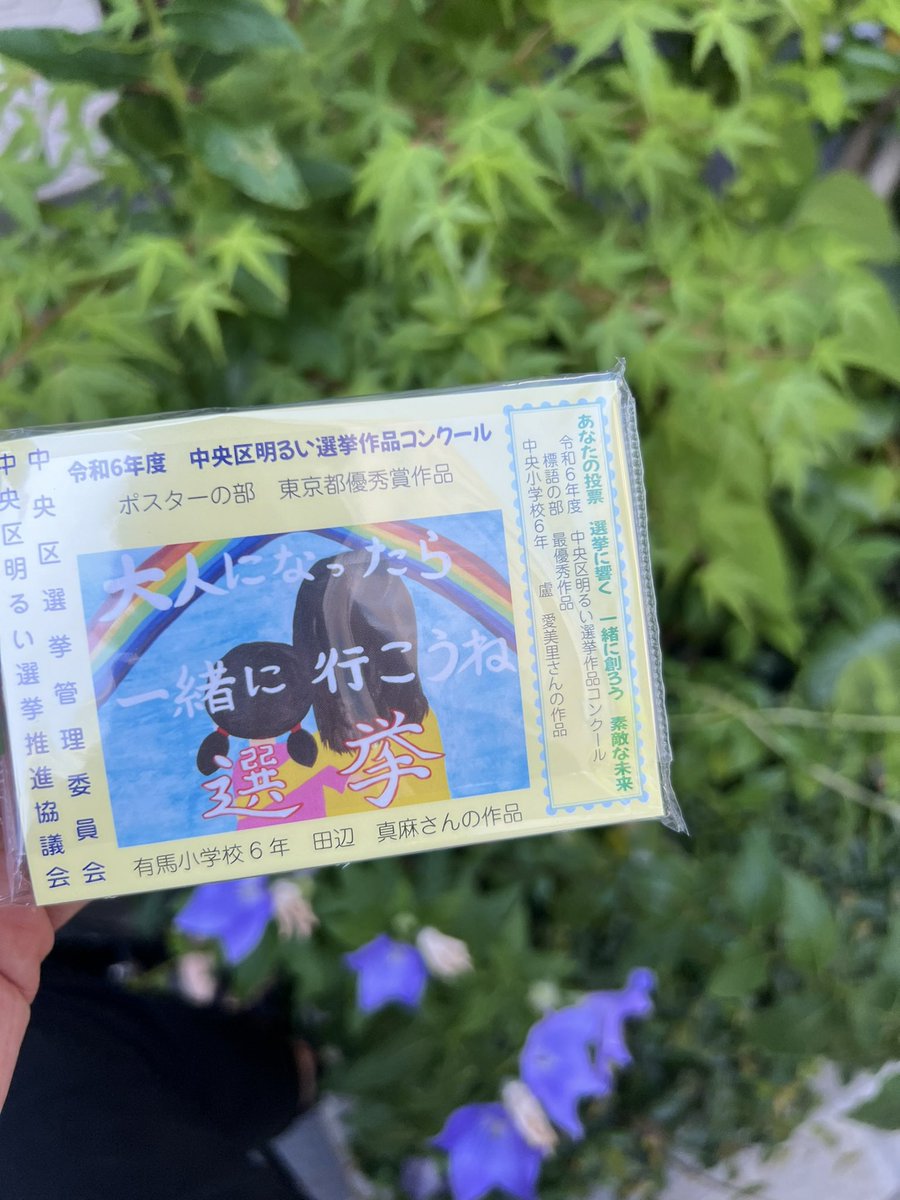 令和6年度 中央区明るい選挙作品コンクール
ポスターの部 東京都優秀賞作品
大人になったら
一緒に行こうね
選挙
有馬小学校6年 田辺 真麻さんの作品
あなたの投票 選挙に響く 一緒に創ろう 素敵な未来
令和6年度 中央区明るい選挙作品コンクール
標語の部 最優秀作品
中央小学校6年 盧 愛美里さんの作品
中央区選挙管理委員会
中央区明るい選挙推進協議会